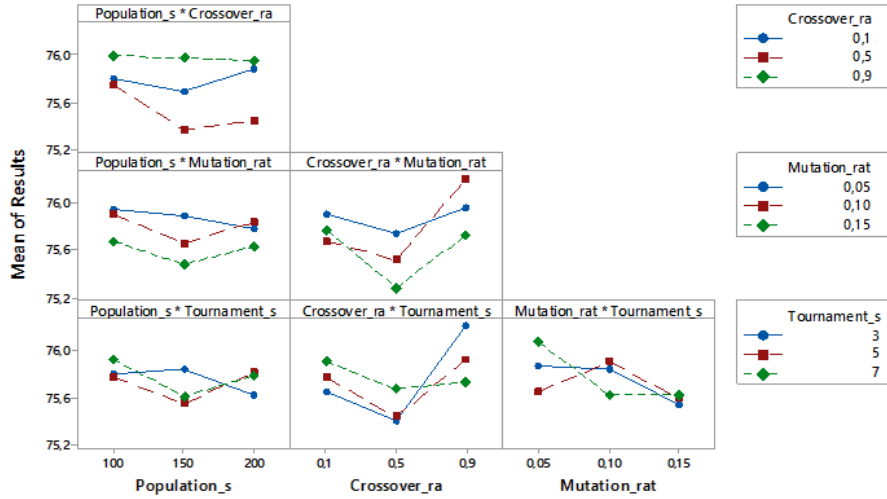 Population_s * Crossover_ra
Crossover_ra
0,1
0,5
0,9
76,0
75,6
75,2
Population_s * Mutation_rat
Crossover_ra * Mutation_rat
Mutation_rat
0,05
0,10
0,15
76,0
75,6
75,2
Mean of Results
Population_s * Tournament_s
Crossover_ra * Tournament_s
Mutation_rat * Tournament_s
Tournament_s
3
5
7
76,0
75,6
75,2
100 150 200
0,1 0,5 0,9
0,05 0,10 0,15
Population_s
Crossover_ra
Mutation_rat